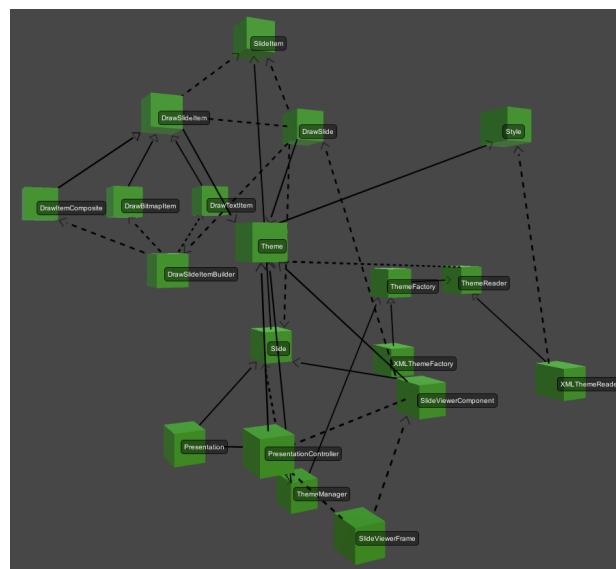 SlideItem
DrawSlideItem
DrawSlide
Style
DrawItemComposite
DrawBitmapItem
DrawTextItem
Theme
DrawSlideItemBuilder
ThemeFactory
ThemeReader
Slide
XMLThemeFactory
XMLThemeReade
SlideViewerComponent
Presentation
PresentationController
ThemeManager
SlideViewerFrame